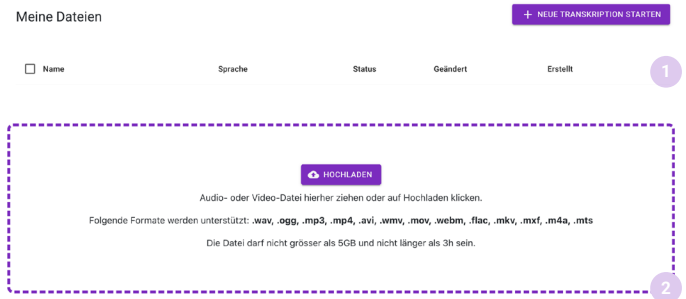 Meine Dateien
+ NEUE TRANSKRIPTION STARTEN
Name Sprache Status Geändert Erstellt
1
HOCHLADEN
Audio- oder Video-Datei hierher ziehen oder auf Hochladen klicken.
Folgende Formate werden unterstützt: .wav, .ogg, .mp3, .mp4, .avi, .wmv, .mov, .webm, .flac, .mkv, .mxf, .m4a, .mts
Die Datei darf nicht grösser als 5GB und nicht länger als 3h sein.
2